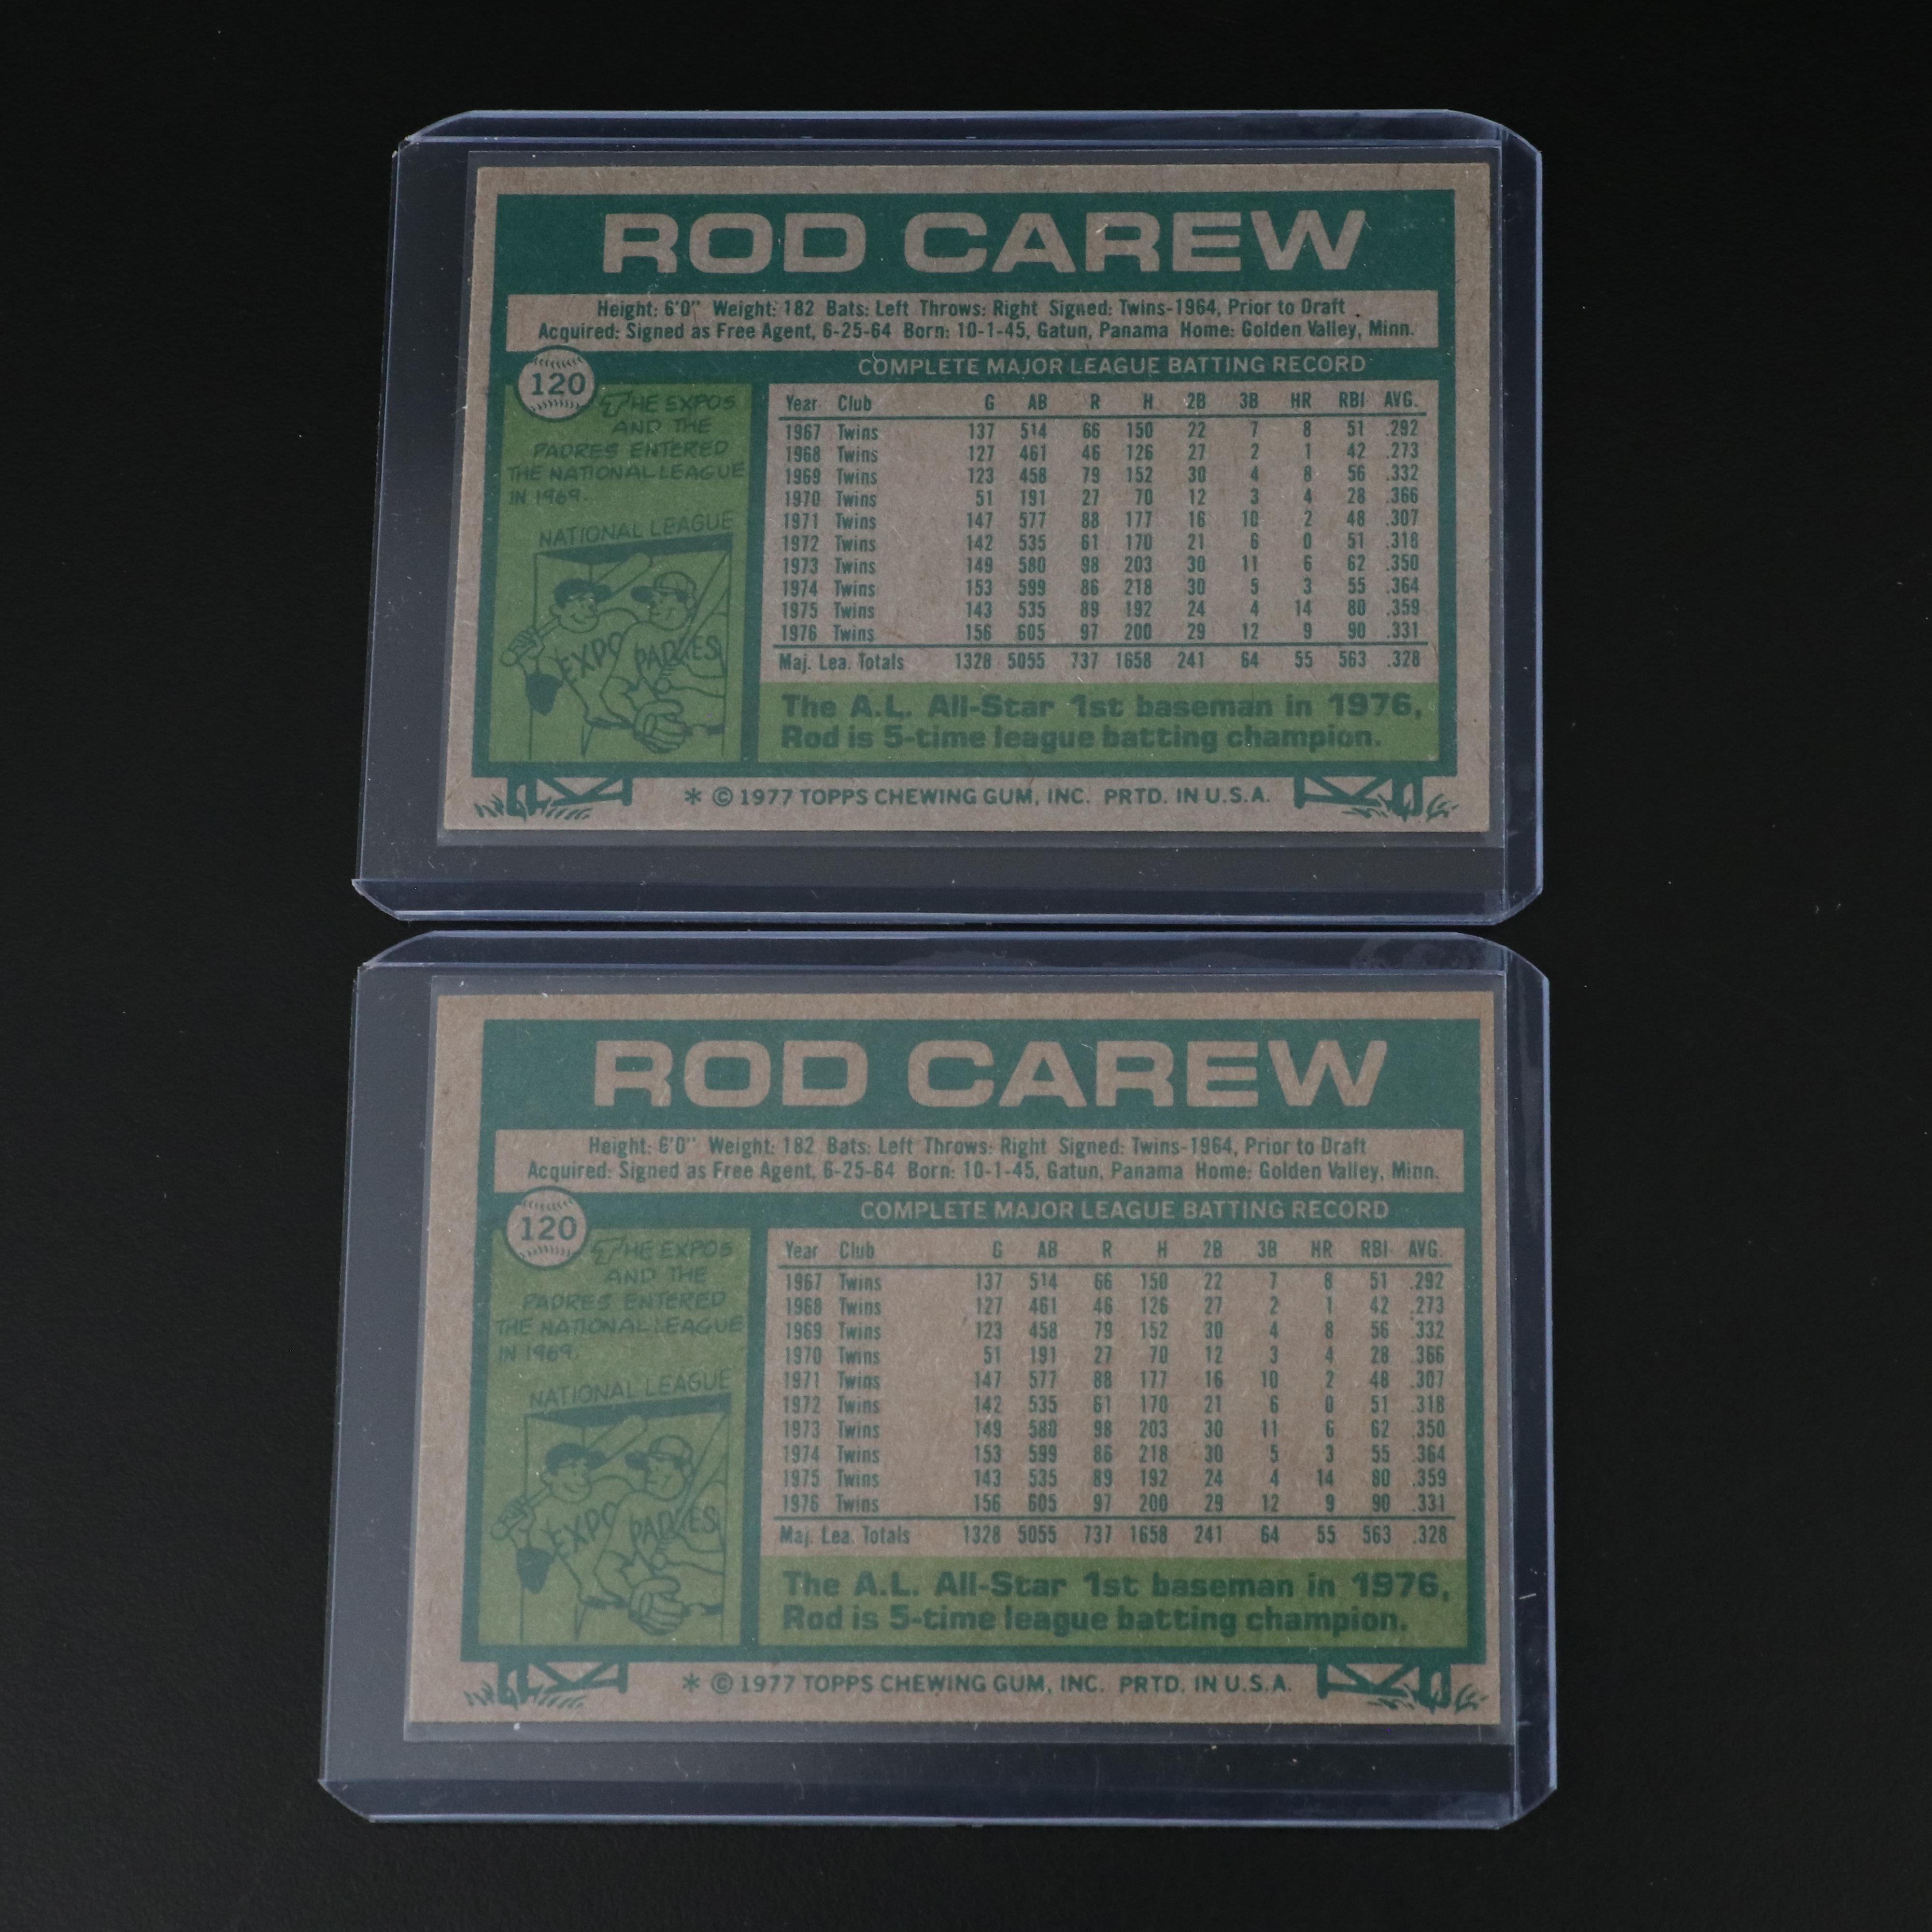 ROD CAREW
Height: 6'0" Weight: 182 Bats: Left Throws: Right Signed: Twins-1964, Prior to Draft
Acquired: Signed as Free Agent, 6-25-64 Born: 10-1-45, Gatun, Panama Home: Golden Valley, Minn.
120
THE EXPOS
AND THE
PADRES ENTERED
THE NATIONAL LEAGUE
IN 1969.
NATIONAL LEAGUE
EXPO
PADRES
COMPLETE MAJOR LEAGUE BATTING RECORD
Year Club G AB R H 2B 3B HR RBI AVG.
1967 Twins 137 514 66 150 22 7 8 51 .292
1968 Twins 127 461 46 126 27 2 1 42 .273
1969 Twins 123 458 79 152 30 4 8 56 .332
1970 Twins 51 191 27 70 12 3 4 28 .366
1971 Twins 147 577 88 177 16 10 2 48 .307
1972 Twins 142 535 61 170 21 6 0 51 .318
1973 Twins 149 580 98 203 30 11 6 62 .350
1974 Twins 153 599 86 218 30 5 3 55 .364
1975 Twins 143 535 89 192 24 4 14 80 .359
1976 Twins 156 605 97 200 29 12 9 90 .331
Maj. Lea. Totals 1328 5055 737 1658 241 64 55 563 .328
The A.L. All-Star 1st baseman in 1976,
Rod is 5-time league batting champion.
* © 1977 TOPPS CHEWING GUM, INC. PRTD. IN U.S.A.
ROD CAREW
Height: 6'0" Weight: 182 Bats: Left Throws: Right Signed: Twins-1964, Prior to Draft
Acquired: Signed as Free Agent, 6-25-64 Born: 10-1-45, Gatun, Panama Home: Golden Valley, Minn.
120
THE EXPOS
AND THE
PADRES ENTERED
THE NATIONAL LEAGUE
IN 1969.
NATIONAL LEAGUE
EXPO
PADRES
COMPLETE MAJOR LEAGUE BATTING RECORD
Year Club G AB R H 2B 3B HR RBI AVG.
1967 Twins 137 514 66 150 22 7 8 51 .292
1968 Twins 127 461 46 126 27 2 1 42 .273
1969 Twins 123 458 79 152 30 4 8 56 .332
1970 Twins 51 191 27 70 12 3 4 28 .366
1971 Twins 147 577 88 177 16 10 2 48 .307
1972 Twins 142 535 61 170 21 6 0 51 .318
1973 Twins 149 580 98 203 30 11 6 62 .350
1974 Twins 153 599 86 218 30 5 3 55 .364
1975 Twins 143 535 89 192 24 4 14 80 .359
1976 Twins 156 605 97 200 29 12 9 90 .331
Maj. Lea. Totals 1328 5055 737 1658 241 64 55 563 .328
The A.L. All-Star 1st baseman in 1976,
Rod is 5-time league batting champion.
* © 1977 TOPPS CHEWING GUM, INC. PRTD. IN U.S.A.